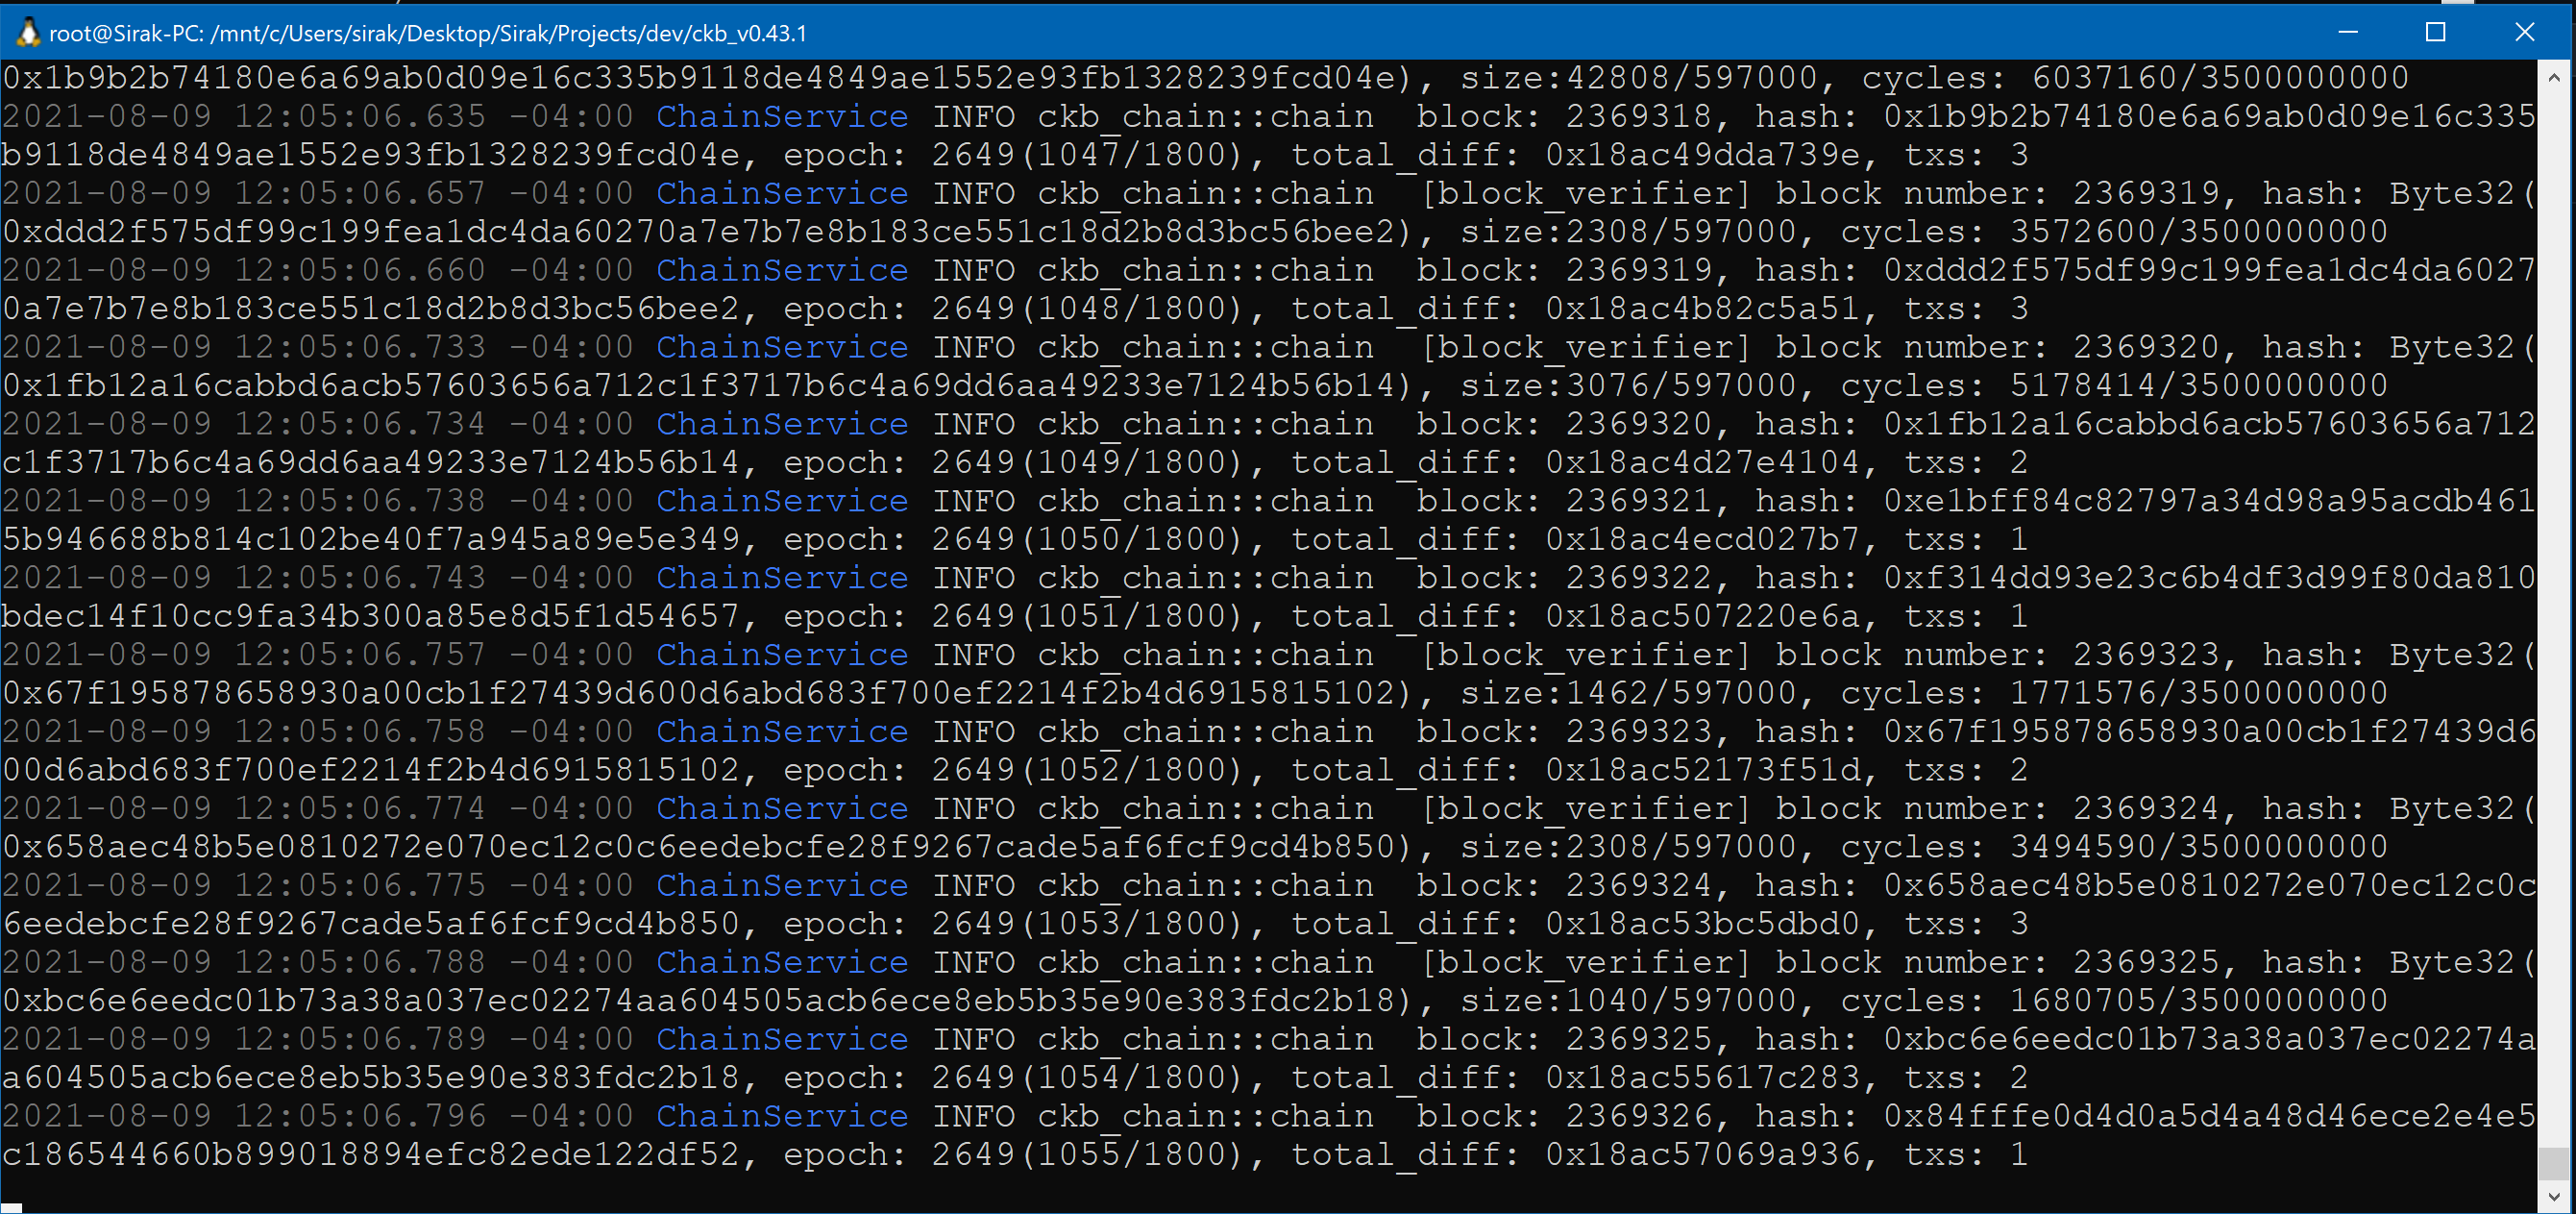 root@Sirak-PC: /mnt/c/Users/sirak/Desktop/Sirak/Projects/dev/ckb_v0.43.1
0x1b9b2b74180e6a69ab0d09e16c335b9118de4849ae1552e93fb1328239fcd04e), size:42808/597000, cycles: 6037160/3500000000
2021-08-09 12:05:06.635 -04:00 ChainService INFO ckb_chain::chain  block: 2369318, hash: 0x1b9b2b74180e6a69ab0d09e16c335
b9118de4849ae1552e93fb1328239fcd04e, epoch: 2649(1047/1800), total_diff: 0x18ac49dda739e, txs: 3
2021-08-09 12:05:06.657 -04:00 ChainService INFO ckb_chain::chain  [block_verifier] block number: 2369319, hash: Byte32(
0xddd2f575df99c199fea1dc4da60270a7e7b7e8b183ce551c18d2b8d3bc56bee2), size:2308/597000, cycles: 3572600/3500000000
2021-08-09 12:05:06.660 -04:00 ChainService INFO ckb_chain::chain  block: 2369319, hash: 0xddd2f575df99c199fea1dc4da6027
0a7e7b7e8b183ce551c18d2b8d3bc56bee2, epoch: 2649(1048/1800), total_diff: 0x18ac4b82c5a51, txs: 3
2021-08-09 12:05:06.733 -04:00 ChainService INFO ckb_chain::chain  [block_verifier] block number: 2369320, hash: Byte32(
0x1fb12a16cabbd6acb57603656a712c1f3717b6c4a69dd6aa49233e7124b56b14), size:3076/597000, cycles: 5178414/3500000000
2021-08-09 12:05:06.734 -04:00 ChainService INFO ckb_chain::chain  block: 2369320, hash: 0x1fb12a16cabbd6acb57603656a712
c1f3717b6c4a69dd6aa49233e7124b56b14, epoch: 2649(1049/1800), total_diff: 0x18ac4d27e4104, txs: 2
2021-08-09 12:05:06.738 -04:00 ChainService INFO ckb_chain::chain  block: 2369321, hash: 0xe1bff84c82797a34d98a95acdb461
5b946688b814c102be40f7a945a89e5e349, epoch: 2649(1050/1800), total_diff: 0x18ac4ecd027b7, txs: 1
2021-08-09 12:05:06.743 -04:00 ChainService INFO ckb_chain::chain  block: 2369322, hash: 0xf314dd93e23c6b4df3d99f80da810
bdec14f10cc9fa34b300a85e8d5f1d54657, epoch: 2649(1051/1800), total_diff: 0x18ac507220e6a, txs: 1
2021-08-09 12:05:06.757 -04:00 ChainService INFO ckb_chain::chain  [block_verifier] block number: 2369323, hash: Byte32(
0x67f195878658930a00cb1f27439d600d6abd683f700ef2214f2b4d6915815102), size:1462/597000, cycles: 1771576/3500000000
2021-08-09 12:05:06.758 -04:00 ChainService INFO ckb_chain::chain  block: 2369323, hash: 0x67f195878658930a00cb1f27439d6
00d6abd683f700ef2214f2b4d6915815102, epoch: 2649(1052/1800), total_diff: 0x18ac52173f51d, txs: 2
2021-08-09 12:05:06.774 -04:00 ChainService INFO ckb_chain::chain  [block_verifier] block number: 2369324, hash: Byte32(
0x658aec48b5e0810272e070ec12c0c6eedebcfe28f9267cade5af6fcf9cd4b850), size:2308/597000, cycles: 3494590/3500000000
2021-08-09 12:05:06.775 -04:00 ChainService INFO ckb_chain::chain  block: 2369324, hash: 0x658aec48b5e0810272e070ec12c0c
6eedebcfe28f9267cade5af6fcf9cd4b850, epoch: 2649(1053/1800), total_diff: 0x18ac53bc5dbd0, txs: 3
2021-08-09 12:05:06.788 -04:00 ChainService INFO ckb_chain::chain  [block_verifier] block number: 2369325, hash: Byte32(
0xbc6e6eedc01b73a38a037ec02274aa604505acb6ece8eb5b35e90e383fdc2b18), size:1040/597000, cycles: 1680705/3500000000
2021-08-09 12:05:06.789 -04:00 ChainService INFO ckb_chain::chain  block: 2369325, hash: 0xbc6e6eedc01b73a38a037ec02274a
a604505acb6ece8eb5b35e90e383fdc2b18, epoch: 2649(1054/1800), total_diff: 0x18ac55617c283, txs: 2
2021-08-09 12:05:06.796 -04:00 ChainService INFO ckb_chain::chain  block: 2369326, hash: 0x84fffe0d4d0a5d4a48d46ece2e4e5
c186544660b899018894efc82ede122df52, epoch: 2649(1055/1800), total_diff: 0x18ac57069a936, txs: 1